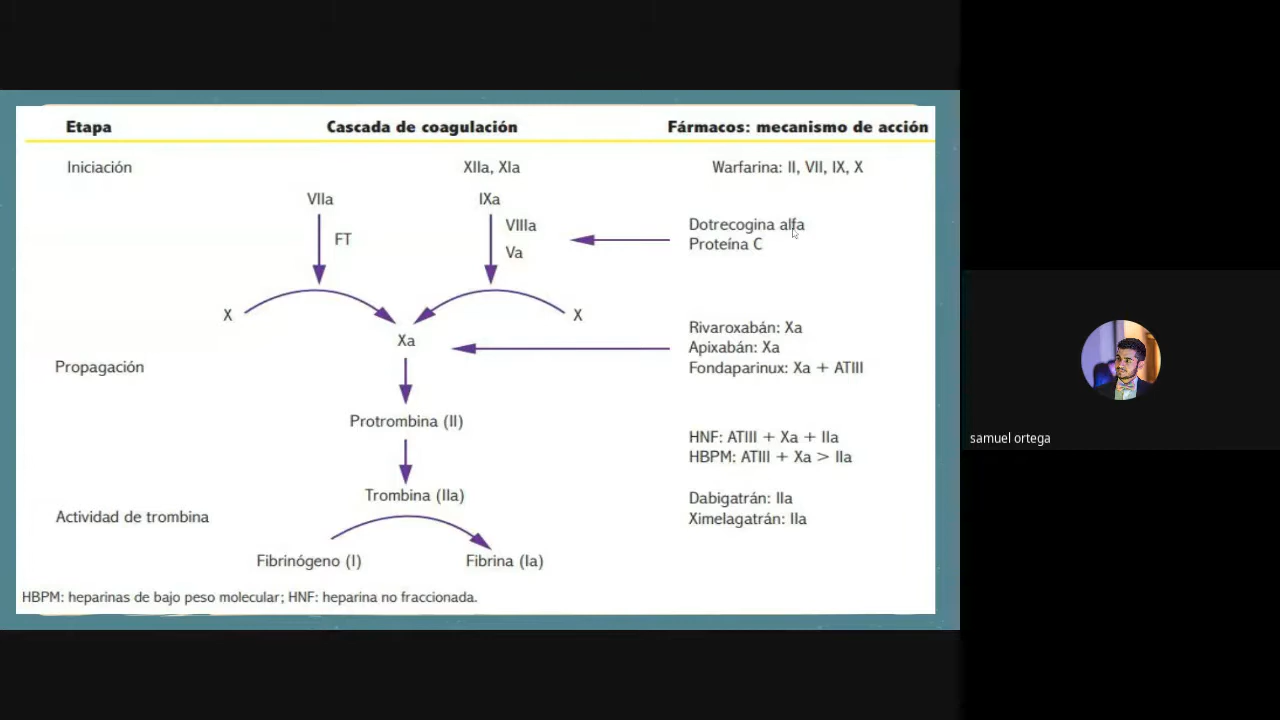 Etapa
Cascada de coagulación
Fármacos: mecanismo de acción
Iniciación
XIIa, XIa
Warfarina: II, VII, IX, X
VIIa
IXa
FT
VIIIa
Va
Dotrecogina alfa
Proteína C
X
X
Xa
Rivaroxabán: Xa
Apixabán: Xa
Fondaparinux: Xa + ATIII
Propagación
Protrombina (II)
HNF: ATIII + Xa + IIa
HBPM: ATIII + Xa > IIa
Trombina (IIa)
Dabigatrán: IIa
Ximelagatrán: IIa
Actividad de trombina
Fibrinógeno (I)
Fibrina (Ia)
HBPM: heparinas de bajo peso molecular; HNF: heparina no fraccionada.
samuel ortega